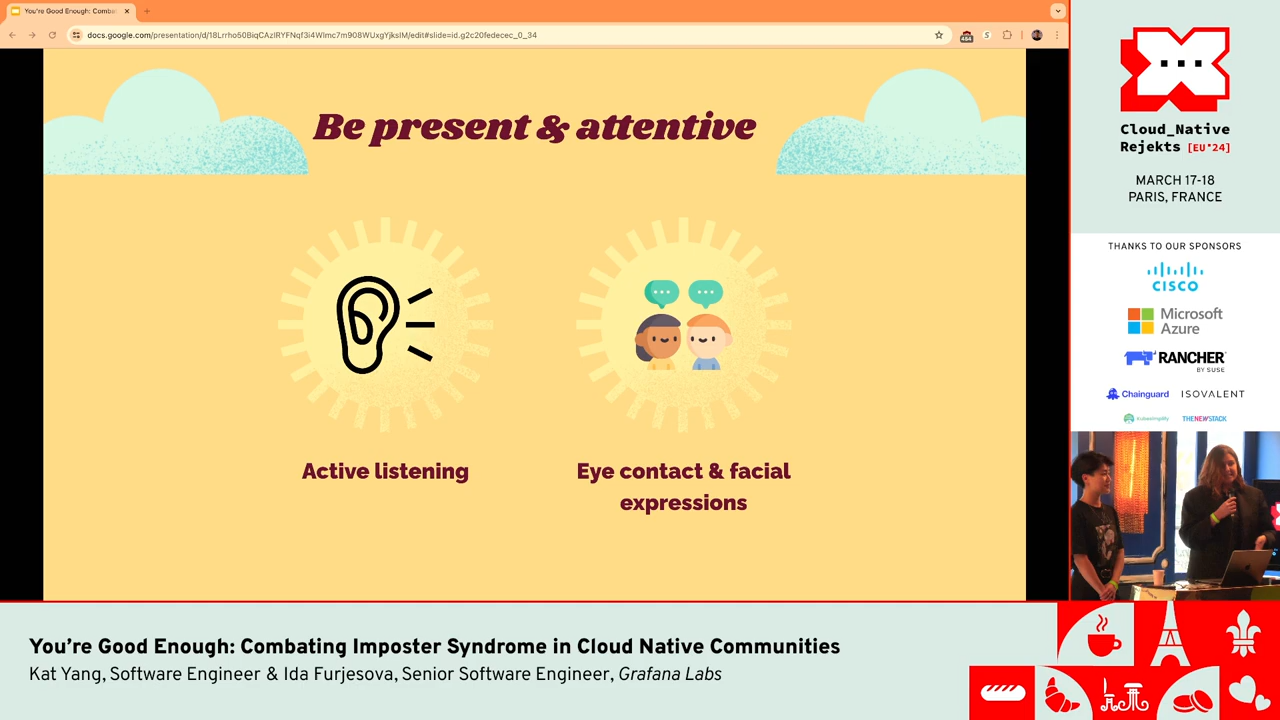 You're Good Enough: Comba
docs.google.com/presentation/d/18Lrrho50BiqCAzIRYFNqf3i4Wlmc7m908WUxgYjksIM/edit#slide=id.g2c20fedecec_0_34
Be present & attentive
Active listening
Eye contact & facial
expressions
Cloud_Native
Rejekts [EU'24]
MARCH 17-18
PARIS, FRANCE
THANKS TO OUR SPONSORS
CISCO
Microsoft
Azure
RANCHER
BY SUSE
Chainguard
ISOVALENT
kubesimplify
THENEWSTACK
You're Good Enough: Combating Imposter Syndrome in Cloud Native Communities
Kat Yang, Software Engineer & Ida Furjesova, Senior Software Engineer, Grafana Labs